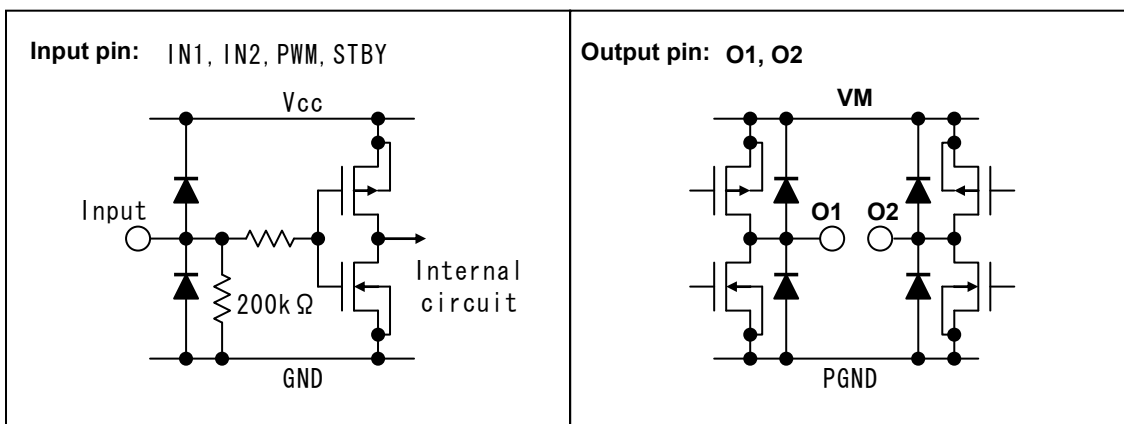 Input pin: IN1, IN2, PWM, STBY
Vcc
Input
200kΩ
Internal
circuit
GND
Output pin: O1, O2
VM
O1 O2
PGND